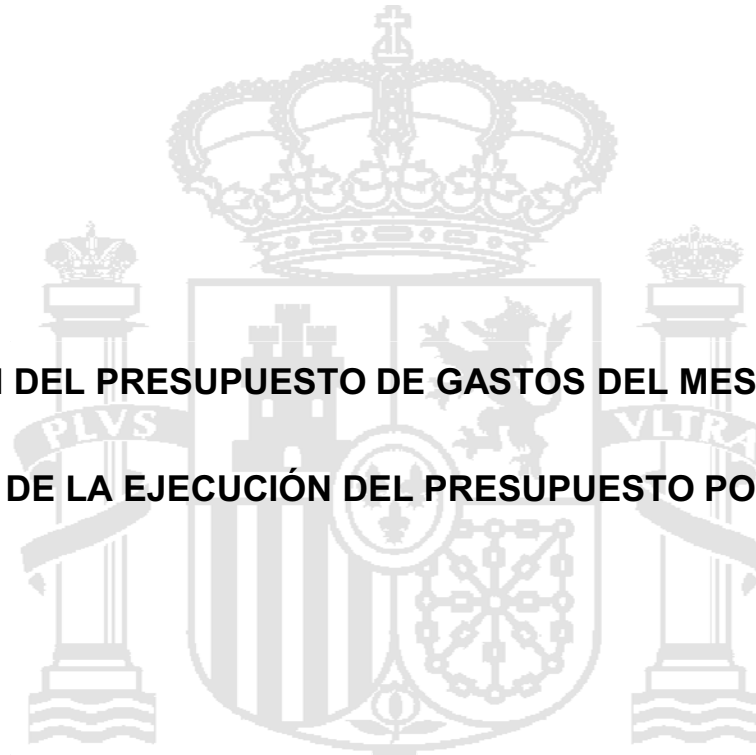 DEL PRESUPUESTO DE GASTOS DEL MES
PLVS VLTRA
DE LA EJECUCIÓN DEL PRESUPUESTO PO